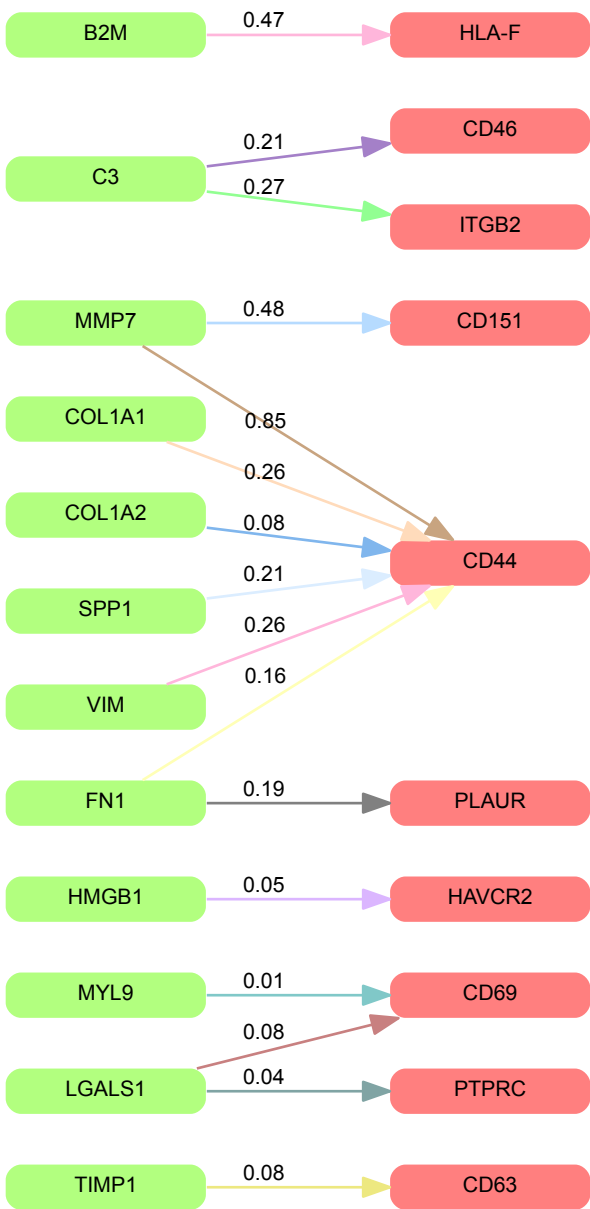 B2M 0.47 HLA-F
CD46
0.21
C3
0.27
ITGB2
MMP7 0.48 CD151
COL1A1
0.85
0.26
COL1A2
0.08
CD44
0.21
SPP1
0.26
0.16
VIM
FN1 0.19 PLAUR
HMGB1 0.05 HAVCR2
MYL9 0.01 CD69
0.08
LGALS1 0.04 PTPRC
TIMP1 0.08 CD63